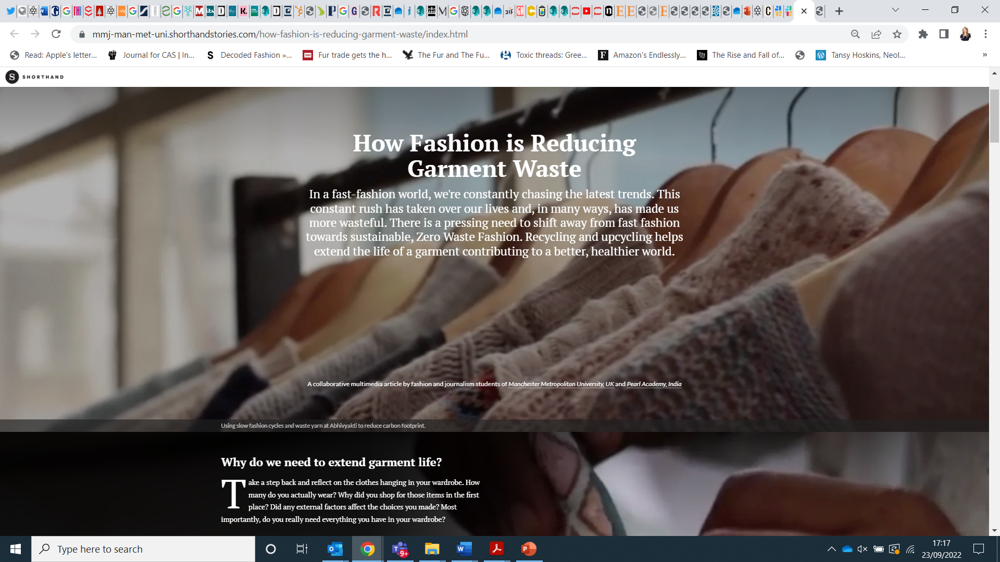 mmj-man-met-uni.shorthandstories.com/how-fashion-is-reducing-garment-waste/index.html
Read: Apple's letter...
Journal for CAS | In...
Decoded Fashion »...
Fur trade gets the h...
The Fur and The Fu...
Toxic threads: Gree...
Amazon's Endlessly...
The Rise and Fall of...
Tansy Hoskins, Neol...
SHORTHAND
How Fashion is Reducing
Garment Waste
In a fast-fashion world, we're constantly chasing the latest trends. This
constant rush has taken over our lives and, in many ways, has made us
more wasteful. There is a pressing need to shift away from fast fashion
towards sustainable, Zero Waste Fashion. Recycling and upcycling helps
extend the life of a garment contributing to a better, healthier world.
A collaborative multimedia article by fashion and journalism students of Manchester Metropolitan University, UK and Pearl Academy, India
Using slow fashion cycles and waste yarn at Abhivyakti to reduce carbon footprint.
Why do we need to extend garment life?
Take a step back and reflect on the clothes hanging in your wardrobe. How
many do you actually wear? Why did you shop for those items in the first
place? Did any external factors affect the choices you made? Most
importantly, do you really need everything you have in your wardrobe?
Type here to search
9+
17:17
23/09/2022